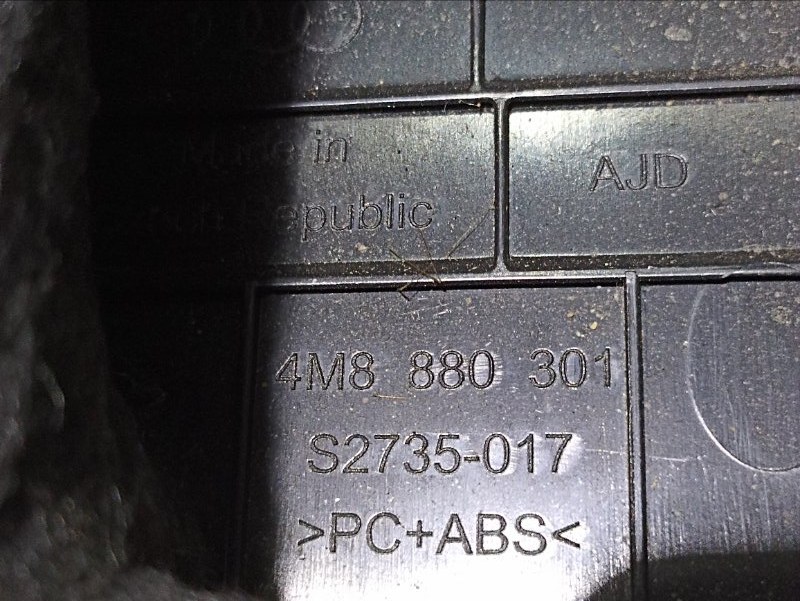 Made in
Republic
AJD
4M8 880 301
S2735-017
>PC+ABS<